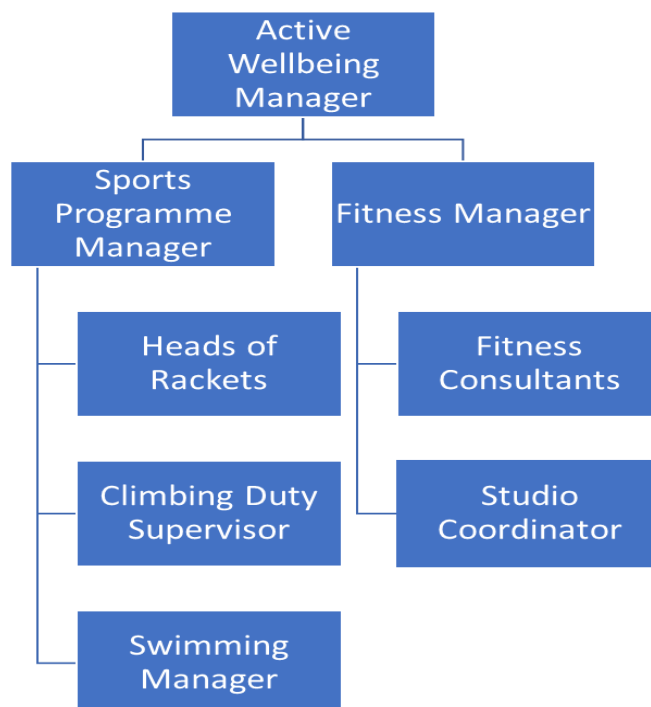 Active
Wellbeing
Manager
Sports
Programme
Manager
Fitness Manager
Heads of
Rackets
Fitness
Consultants
Climbing Duty
Supervisor
Studio
Coordinator
Swimming
Manager